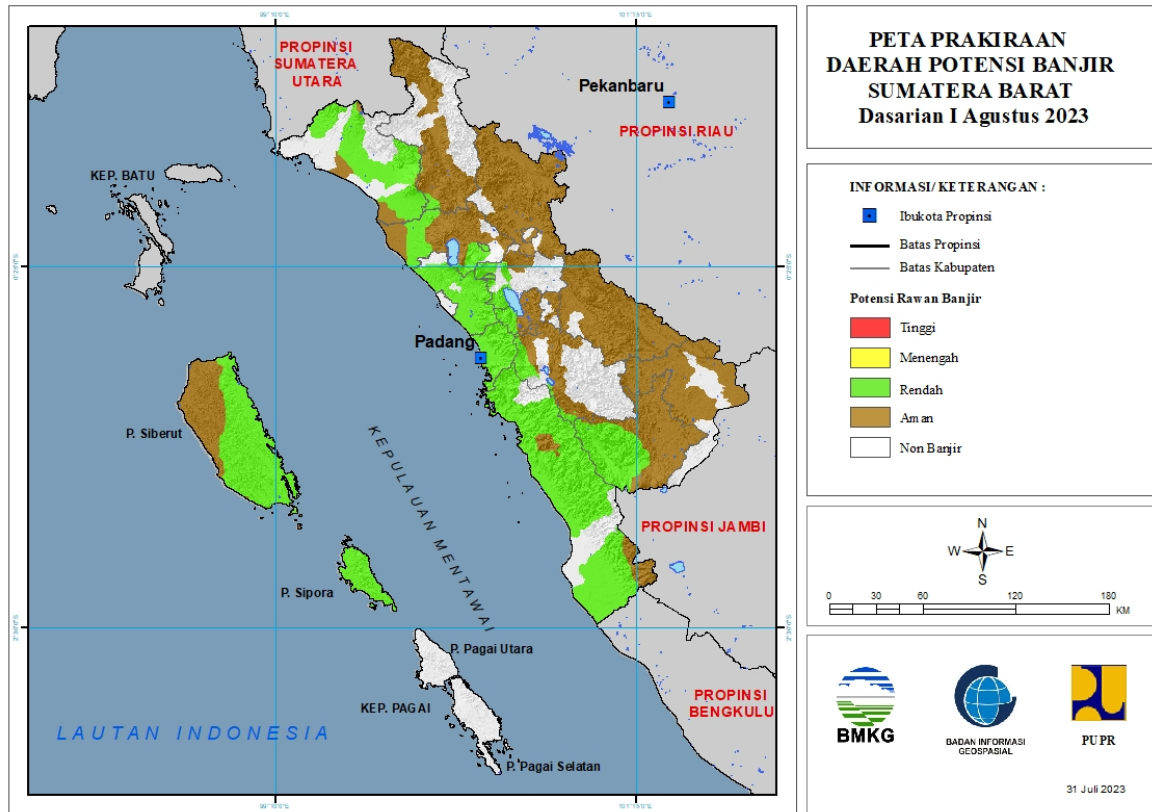 PETA PRAKIRAAN
DAERAH POTENSI BANJIR
SUMATERA BARAT
Dasarian I Agustus 2023
INFORMASI/ KETERANGAN :
Ibukota Propinsi
Batas Propinsi
Batas Kabupaten
Potensi Rawan Banjir
Tinggi
Menengah
Rendah
Aman
Non Banjir
N
W E
S
0 30 60 120 180
KM
BMKG
BADAN INFORMASI
GEOSPASIAL
PUPR
31 Juli 2023
PROPINSI
SUMATERA
UTARA
Pekanbaru
PROPINSI RIAU
KEP. BATU
Padang
P. Siberut
KEPULAUAN MENTAWAI
PROPINSI JAMBI
P. Sipora
P. Pagai Utara
KEP. PAGAI
PROPINSI
BENGKULU
LAUTAN INDONESIA
P. Pagai Selatan